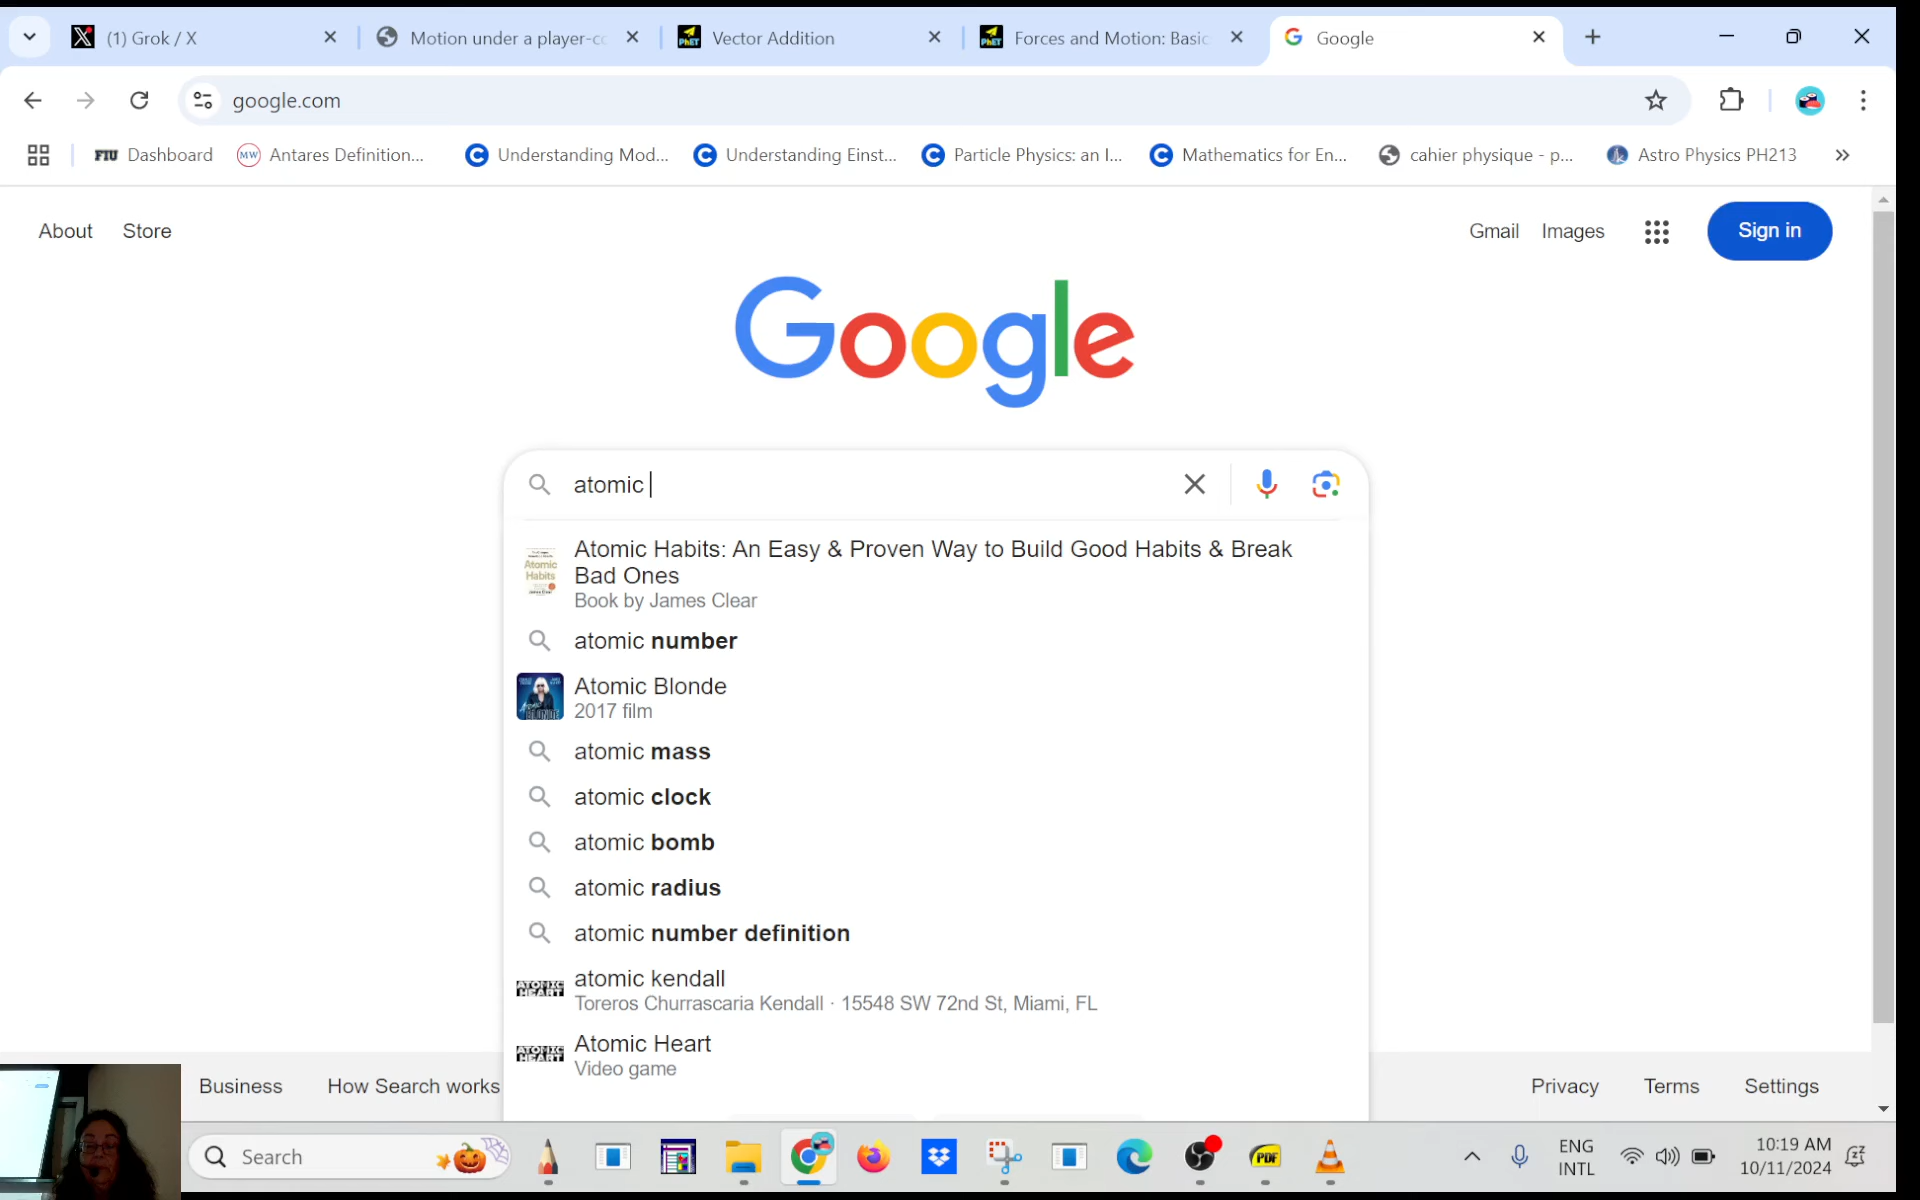 (1) Grok / X
Motion under a player-co
Vector Addition
Forces and Motion: Basic
Google
google.com
FIU Dashboard
MW Antares Definition...
Understanding Mod...
Understanding Einst...
Particle Physics: an I...
Mathematics for En...
cahier physique - p...
Astro Physics PH213
About Store
Gmail Images
Sign in
Google
atomic
Atomic Habits: An Easy & Proven Way to Build Good Habits & Break
Bad Ones
Book by James Clear
atomic number
Atomic Blonde
2017 film
atomic mass
atomic clock
atomic bomb
atomic radius
atomic number definition
atomic kendall
Toreros Churrascaria Kendall · 15548 SW 72nd St, Miami, FL
Atomic Heart
Video game
Business How Search works
Privacy Terms Settings
Search
PDF
ENG
INTL
10:19 AM
10/11/2024